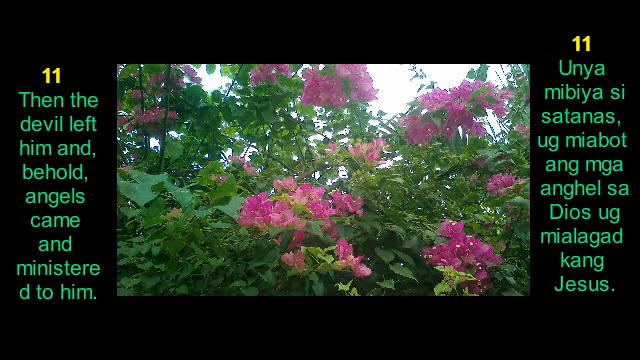 11
Then the
devil left
him and,
behold,
angels
came
and
ministere
d to him.
11
Unya
mibiya si
satanas,
ug miabot
ang mga
anghel sa
Dios ug
mialagad
kang
Jesus.